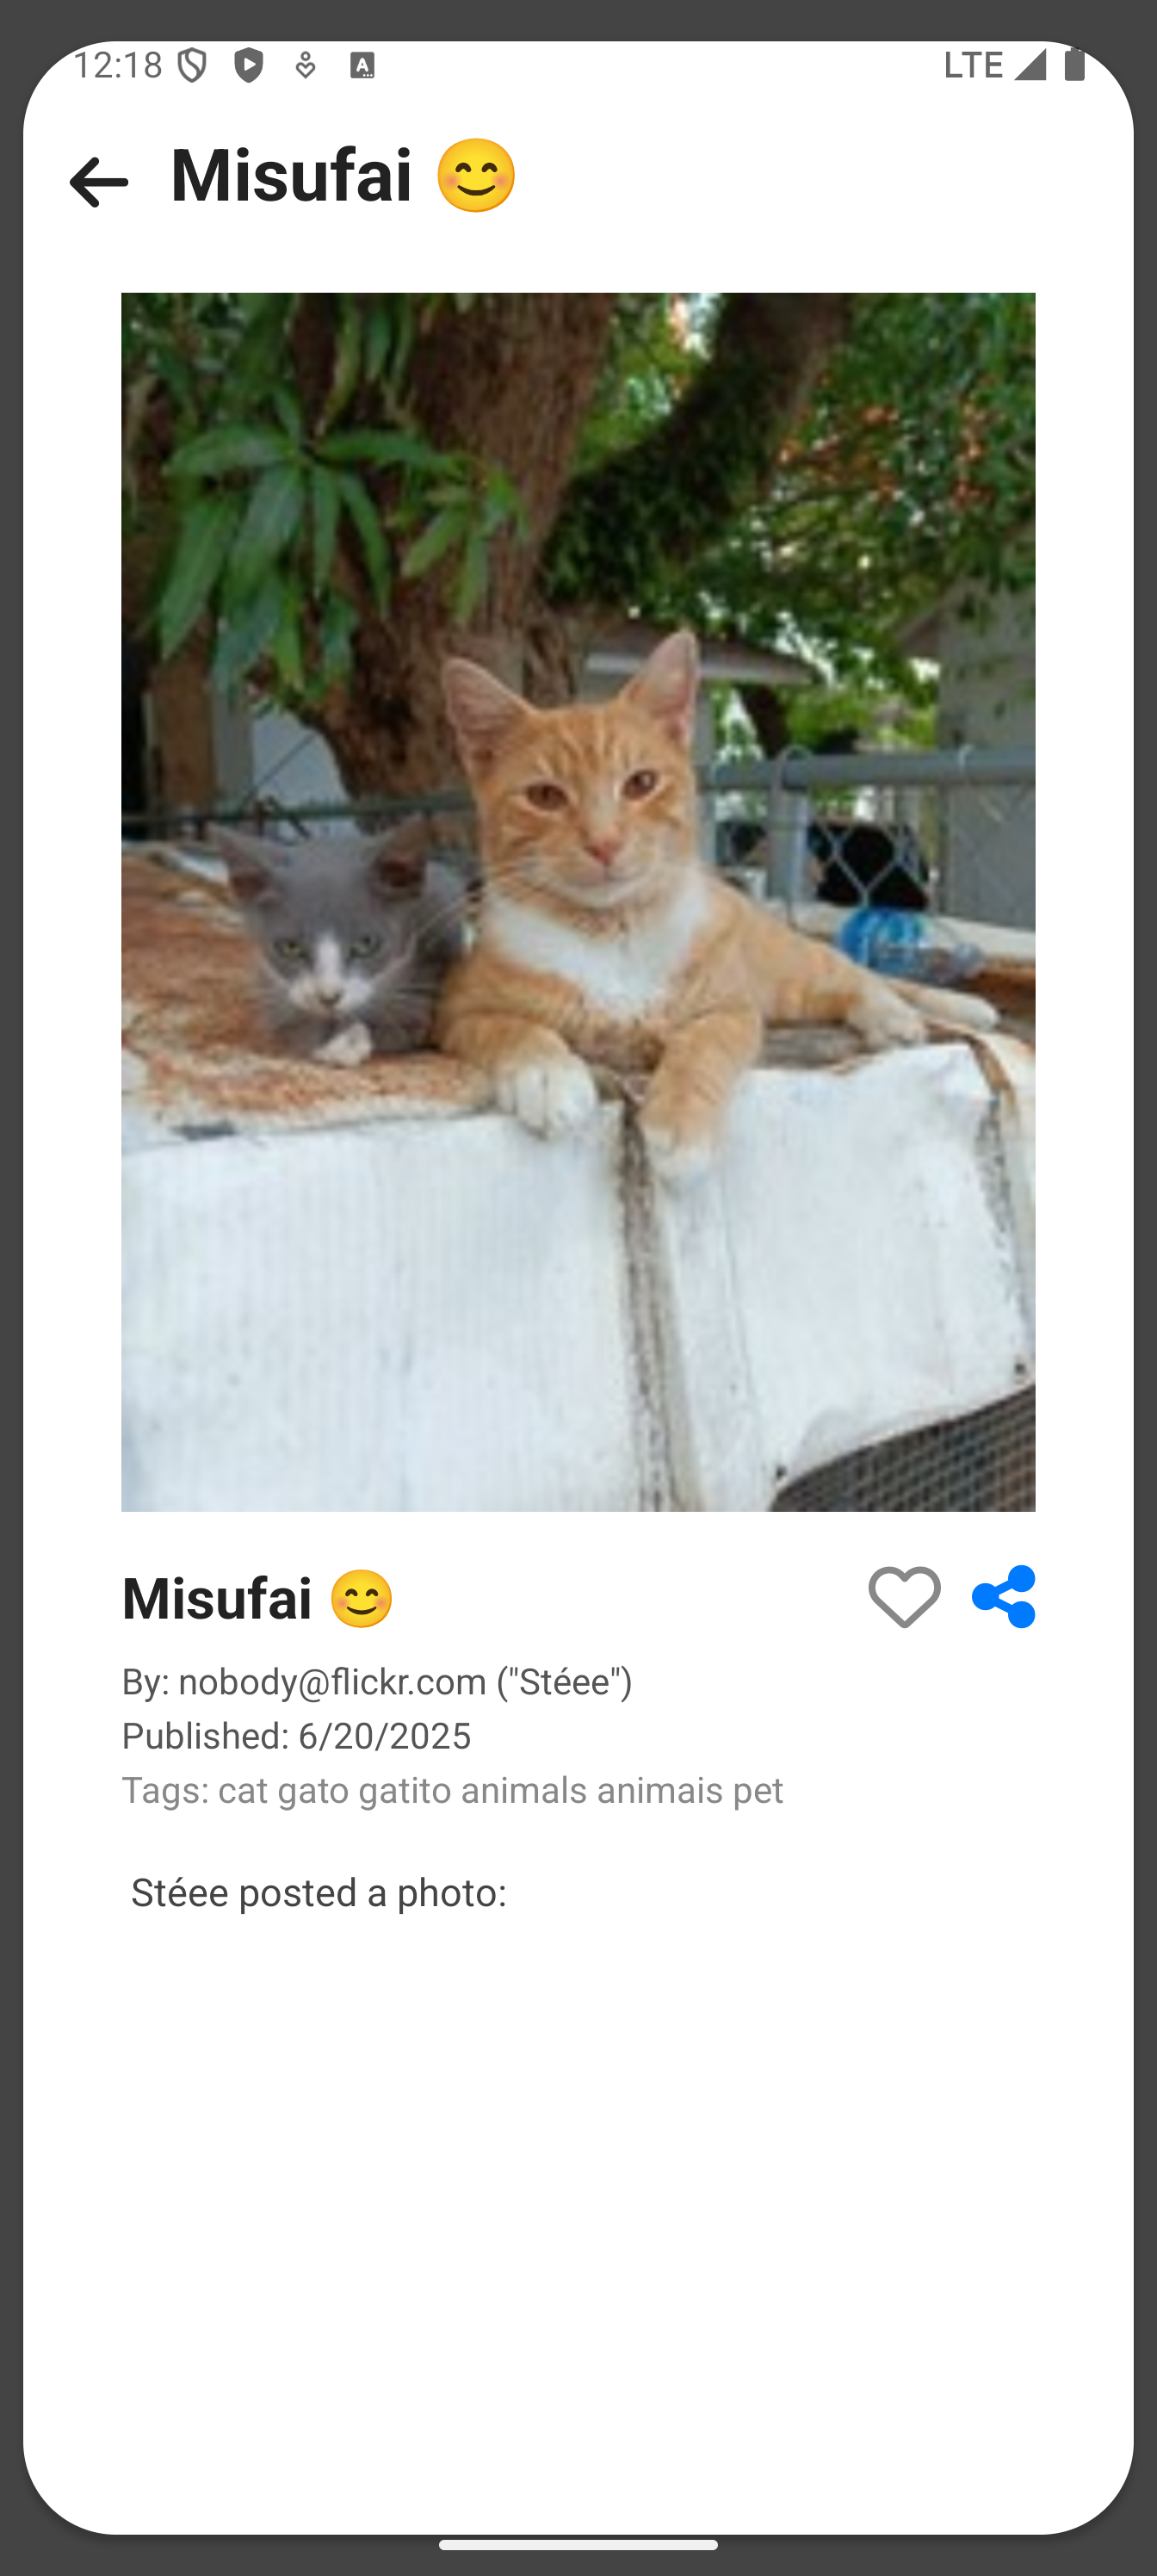 12:18 LTE
Misufai 😊
Misufai 😊
By: nobody@flickr.com ("Stéee")
Published: 6/20/2025
Tags: cat gato gatito animals animais pet
Stéee posted a photo: